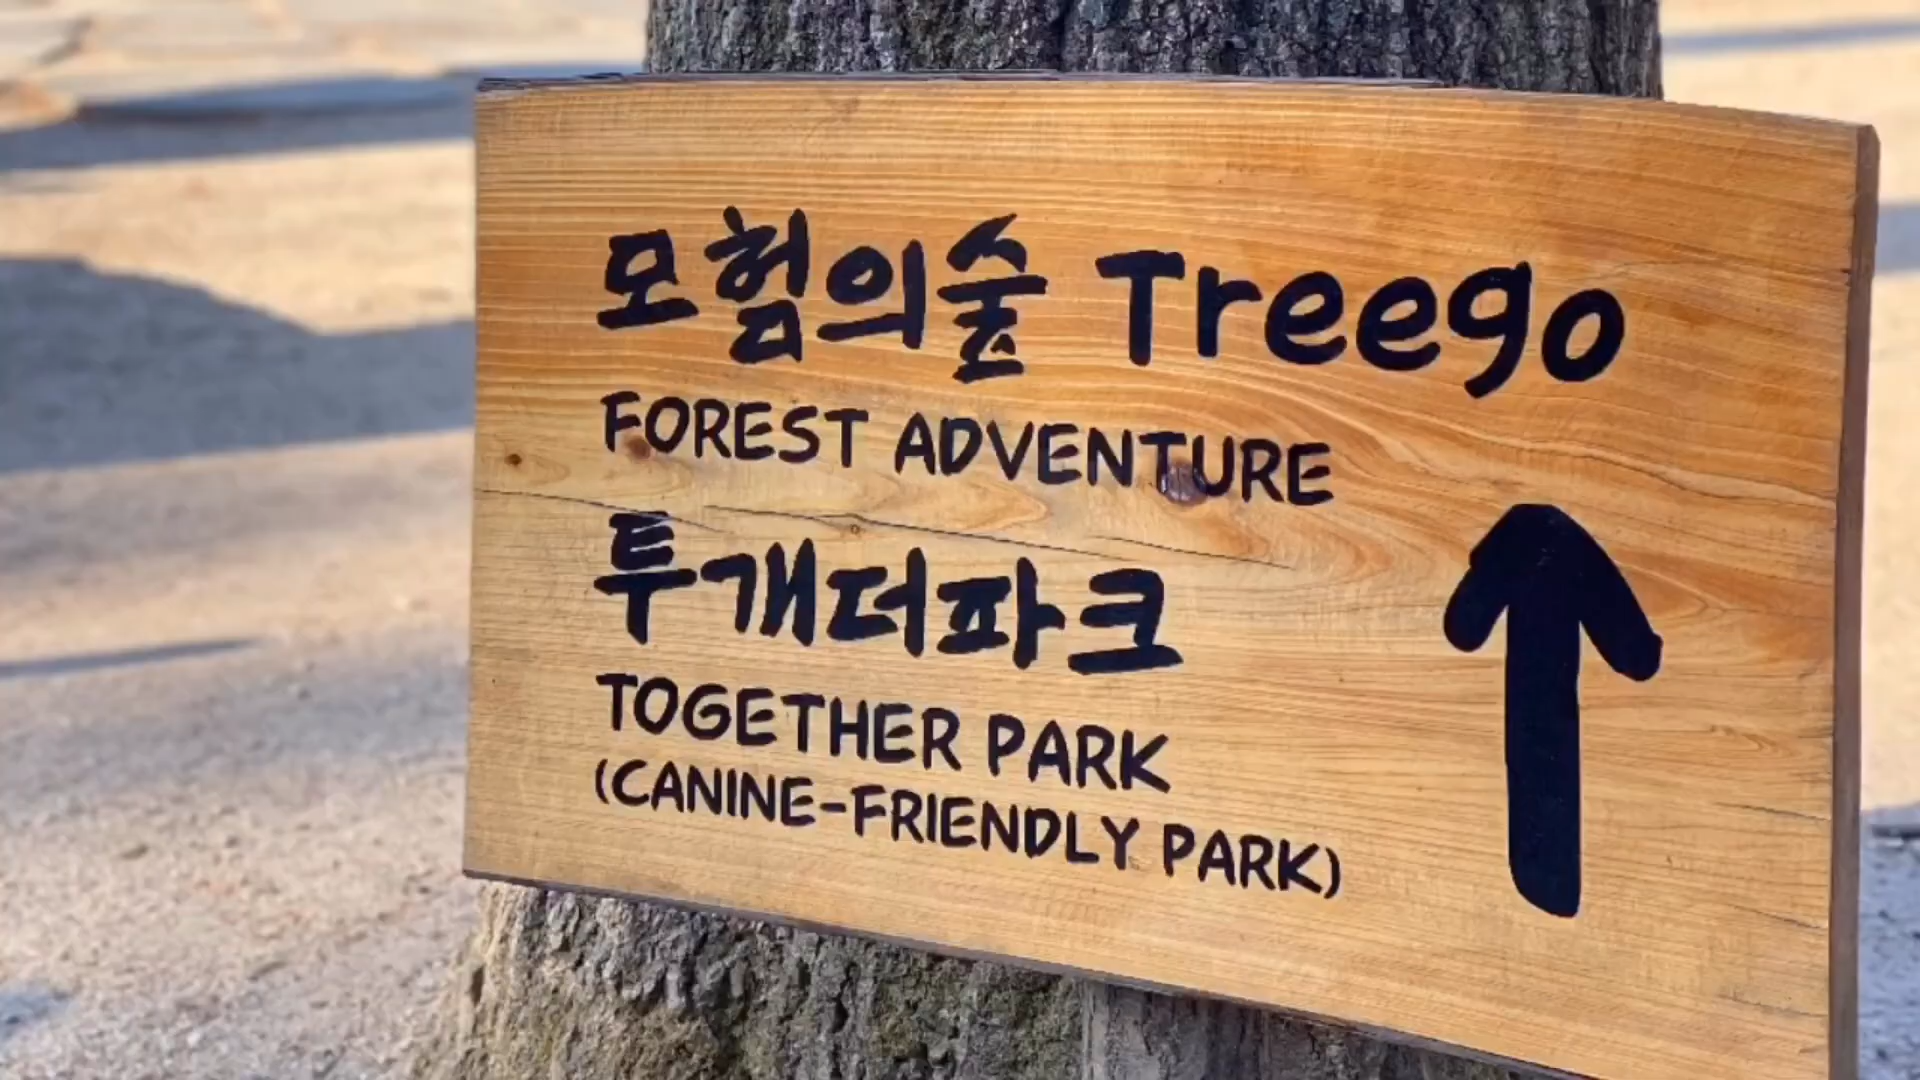 모험의숲 Treego
FOREST ADVENTURE
투개더파크
TOGETHER PARK
(CANINE-FRIENDLY PARK)